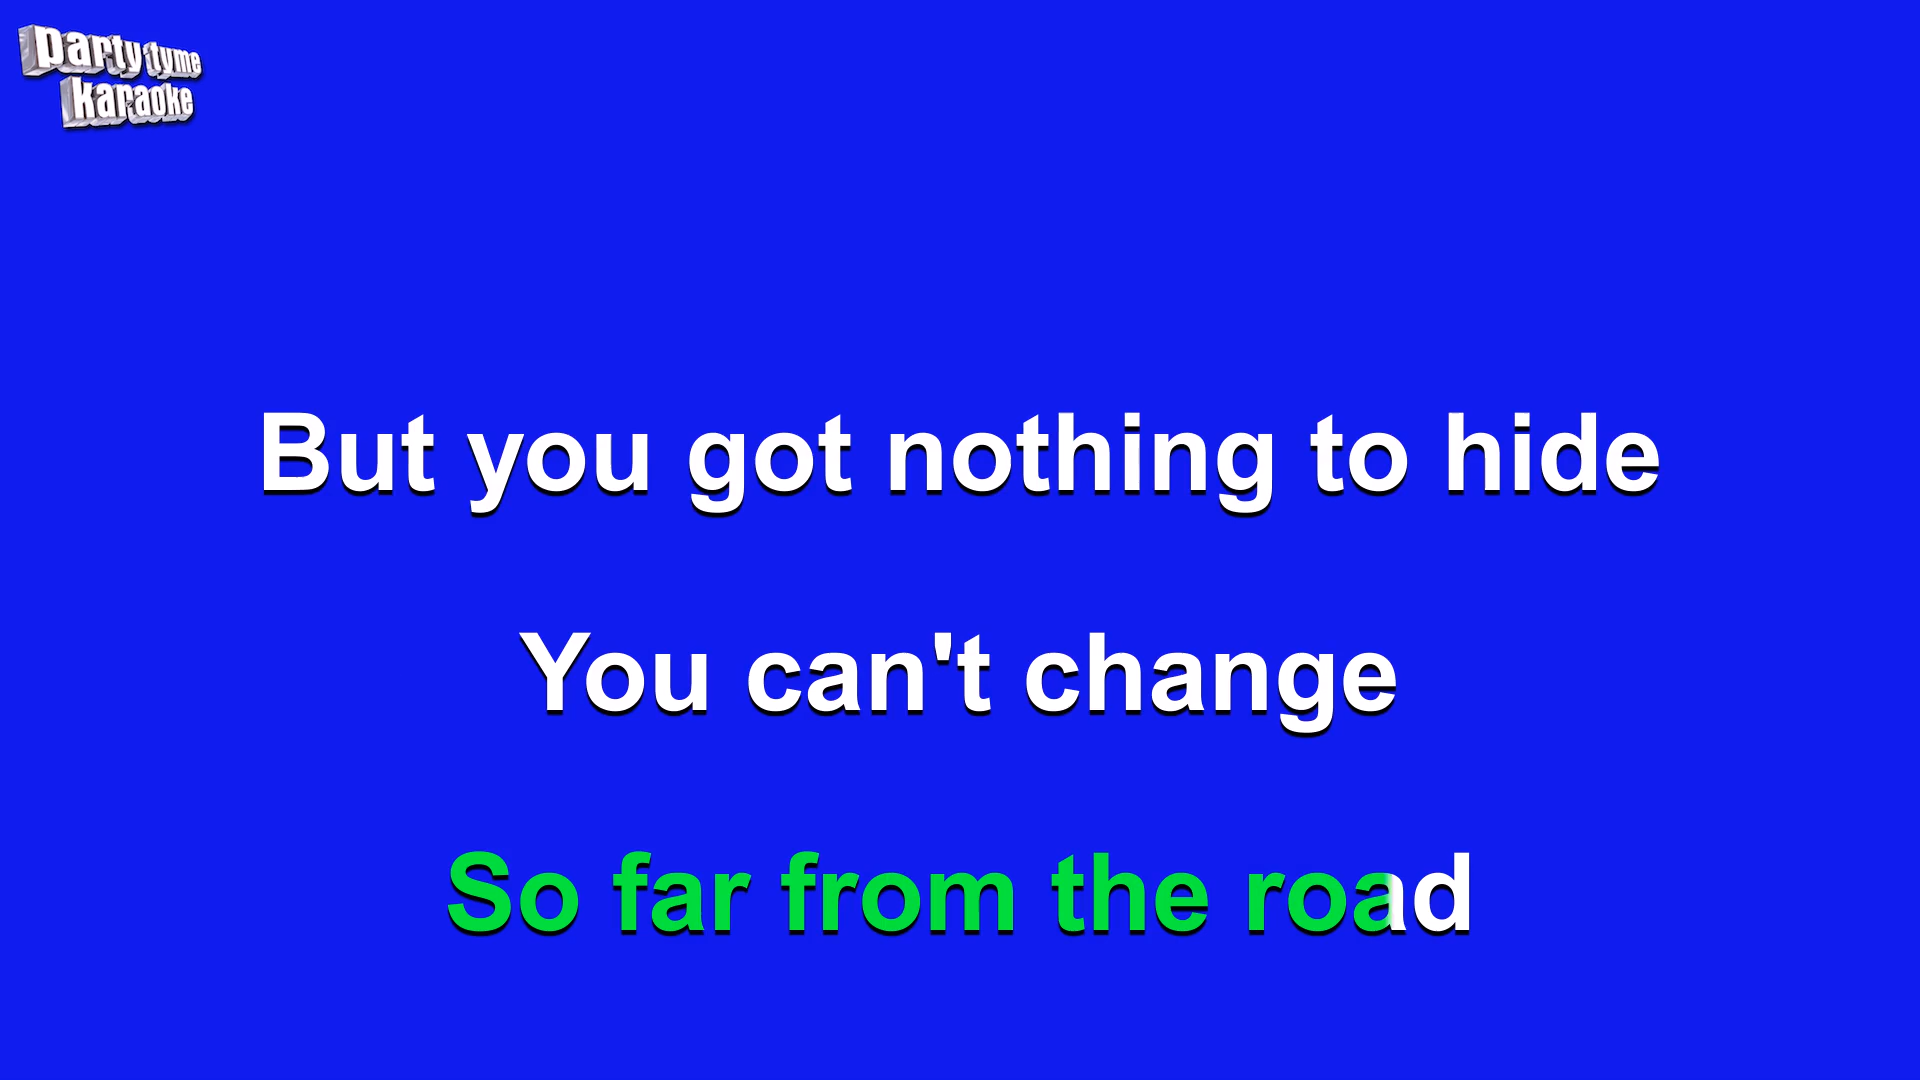 party tyme
karaoke
But you got nothing to hide
You can't change
So far from the road